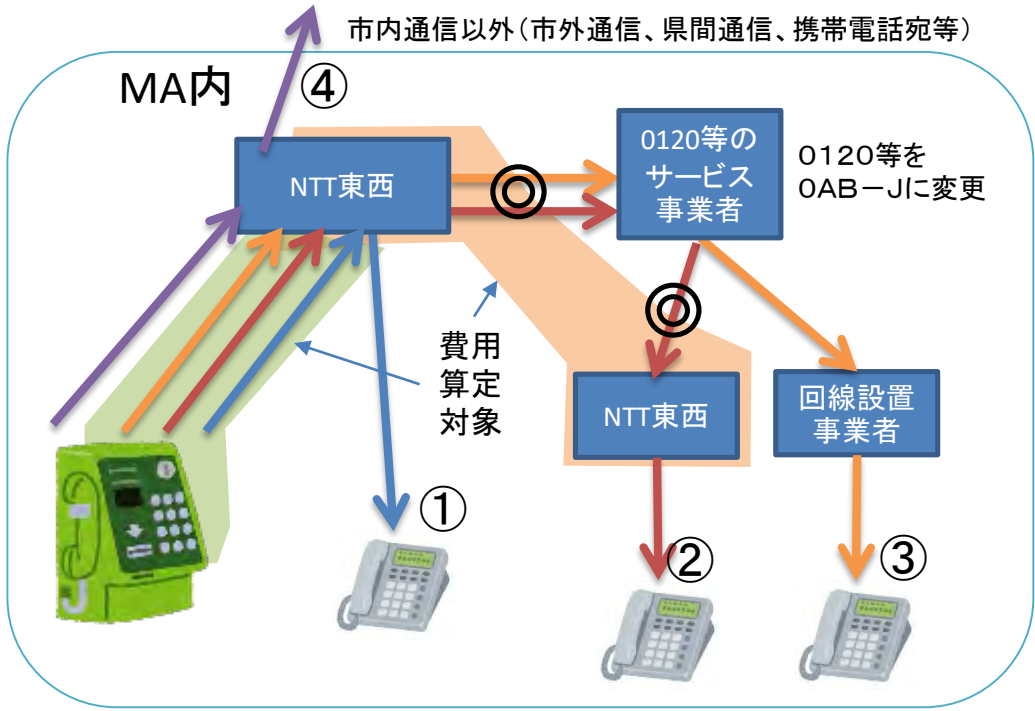 市内通信以外（市外通信、県間通信、携帯電話宛等）
MA内
④
NTT東西
0120等の
サービス
事業者
０１２０等を
０ＡＢ－Ｊに変更
◎
◎
費用
算定
対象
NTT東西
回線設置
事業者
①
②
③